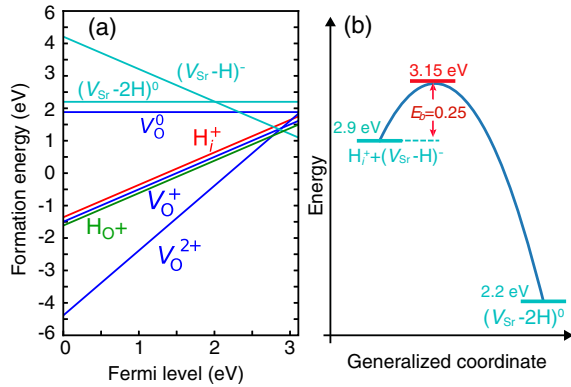 (a)
6
5
4
3
2
1
0
-1
-2
-4
-5
-6
Formation energy (eV)
(V_Sr-H)^-
(V_Sr-2H)^0
V_O^0
H_i^+
V_O^+
H_O+
V_O^2+
0
1
2
3
Fermi level (eV)
(b)
3.15 eV
E_b=0.25
2.9 eV
H_i^++(V_Sr-H)^-
2.2 eV
(V_Sr-2H)^0
Energy
Generalized coordinate